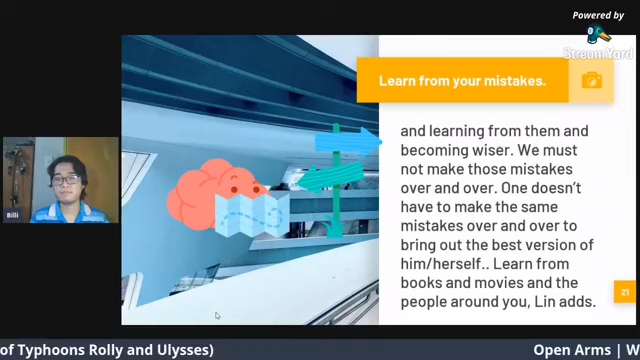 Powered by
StreamYard
Learn from your mistakes.
and learning from them and
becoming wiser. We must
not make those mistakes
over and over. One doesn't
have to make the same
mistakes over and over to
bring out the best version of
him/herself.. Learn from
books and movies and the
people around you, Lin adds.
21
Billi
of Typhoons Rolly and Ulysses)
Open Arms | W